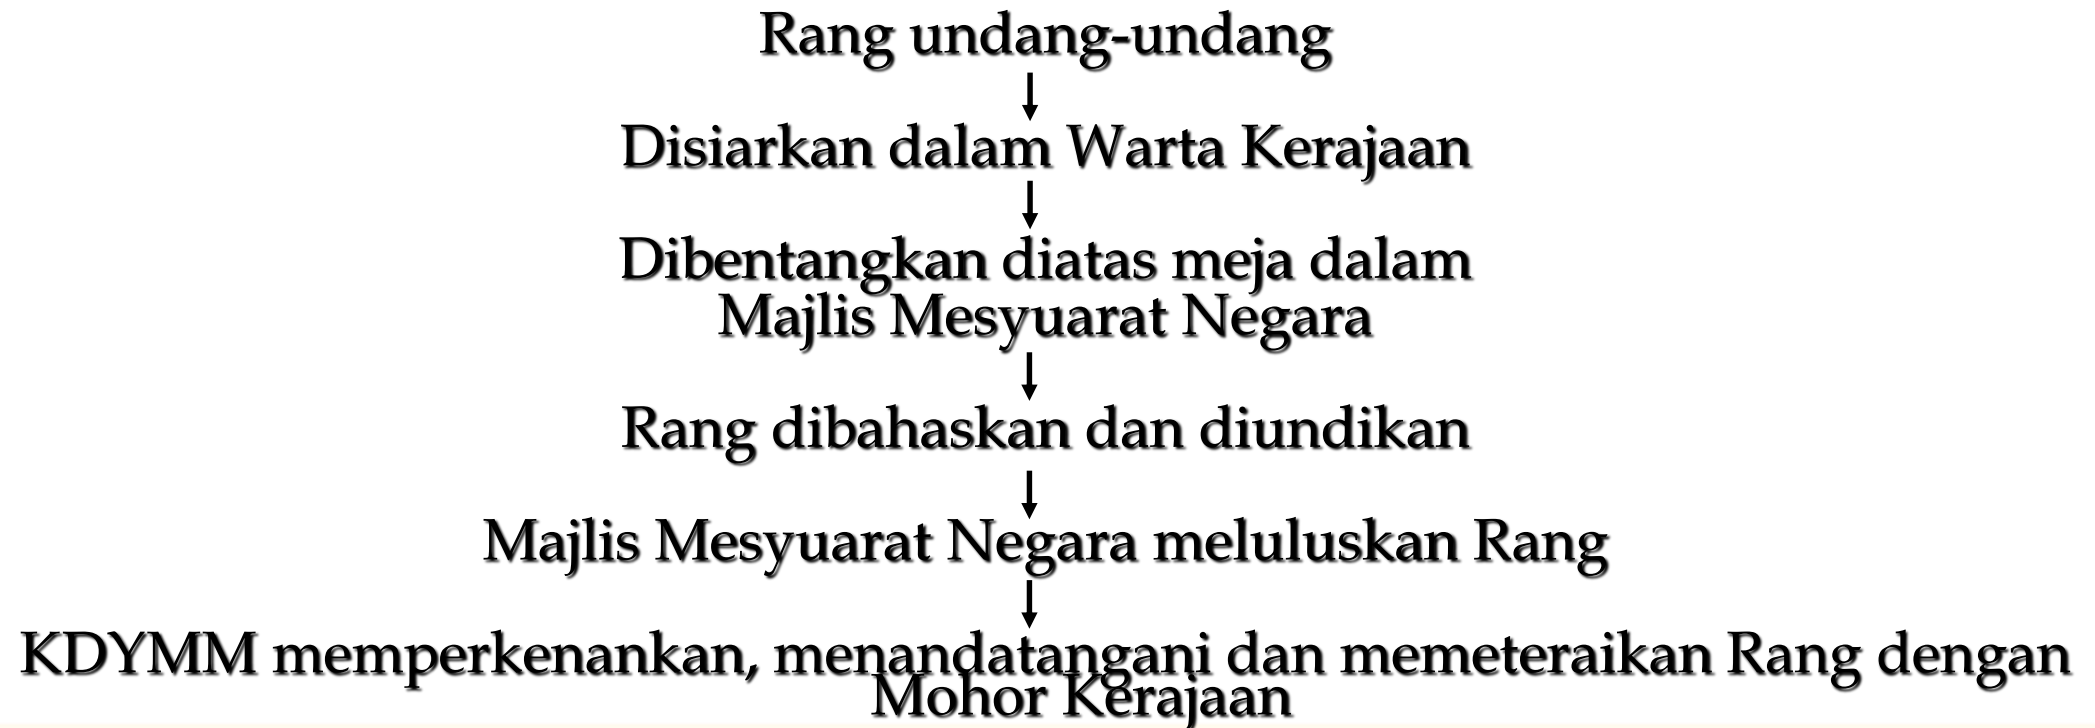 Rang undang-undang
Disiarkan dalam Warta Kerajaan
Dibentangkan diatas meja dalam
Majlis Mesyuarat Negara
Rang dibahaskan dan diundikan
Majlis Mesyuarat Negara meluluskan Rang
KDYMM memperkenankan, menandatangani dan memeteraikan Rang dengan
Mohor Kerajaan